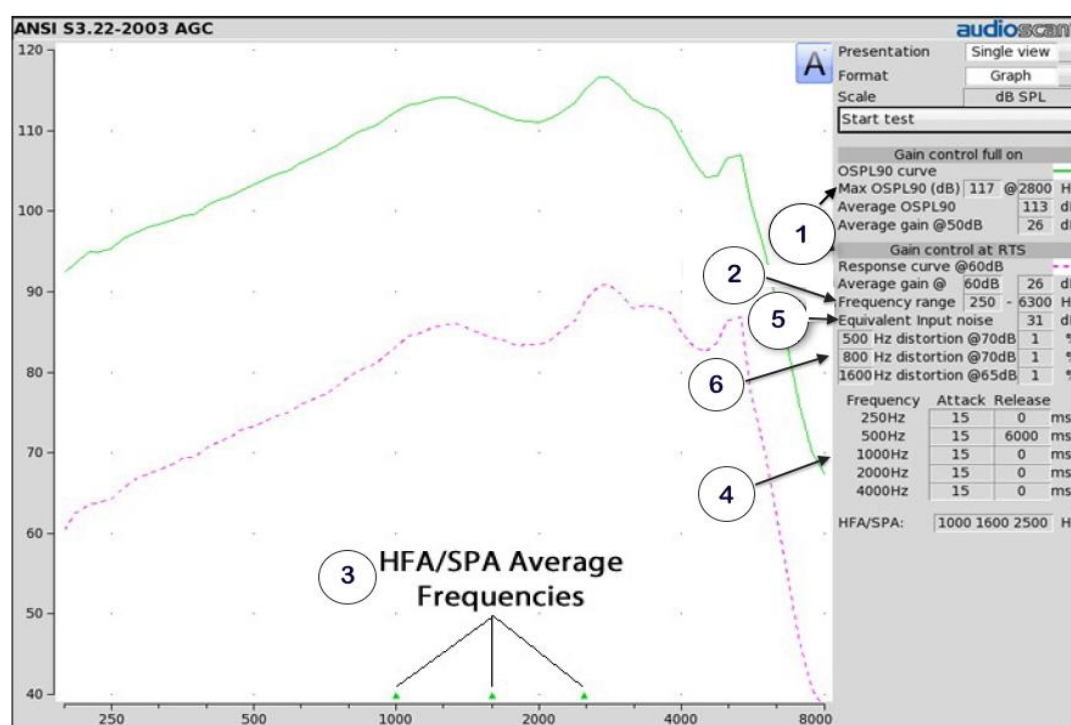 ANSI S3.22-2003 AGC
audioscan
A
Presentation Single view
Format Graph
Scale dB SPL
Start test
Gain control full on
OSPL90 curve
Max OSPL90 (dB) 117 @ 2800 H
Average OSPL90 113 d
Average gain @50dB 26 d
Gain control at RTS
Response curve @60dB
Average gain @ 60dB 26 d
Frequency range 250 - 6300 H
Equivalent Input noise 31 d
500 Hz distortion @70dB 1 %
800 Hz distortion @70dB 1 %
1600 Hz distortion @65dB 1 %
Frequency Attack Release
250Hz 15 0 ms
500Hz 15 6000 ms
1000Hz 15 0 ms
2000Hz 15 0 ms
4000Hz 15 0 ms
HFA/SPA: 1000 1600 2500 H
1
2
5
6
4
3
HFA/SPA Average
Frequencies
120
110
100
90
80
70
60
50
40
250 500 1000 2000 4000 8000